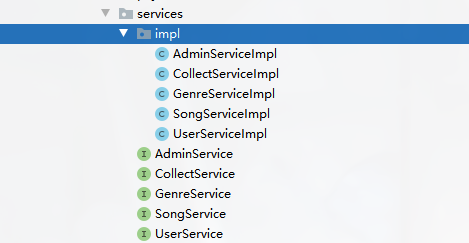 services
impl
AdminServiceImpl
CollectServiceImpl
GenreServiceImpl
SongServiceImpl
UserServiceImpl
AdminService
CollectService
GenreService
SongService
UserService